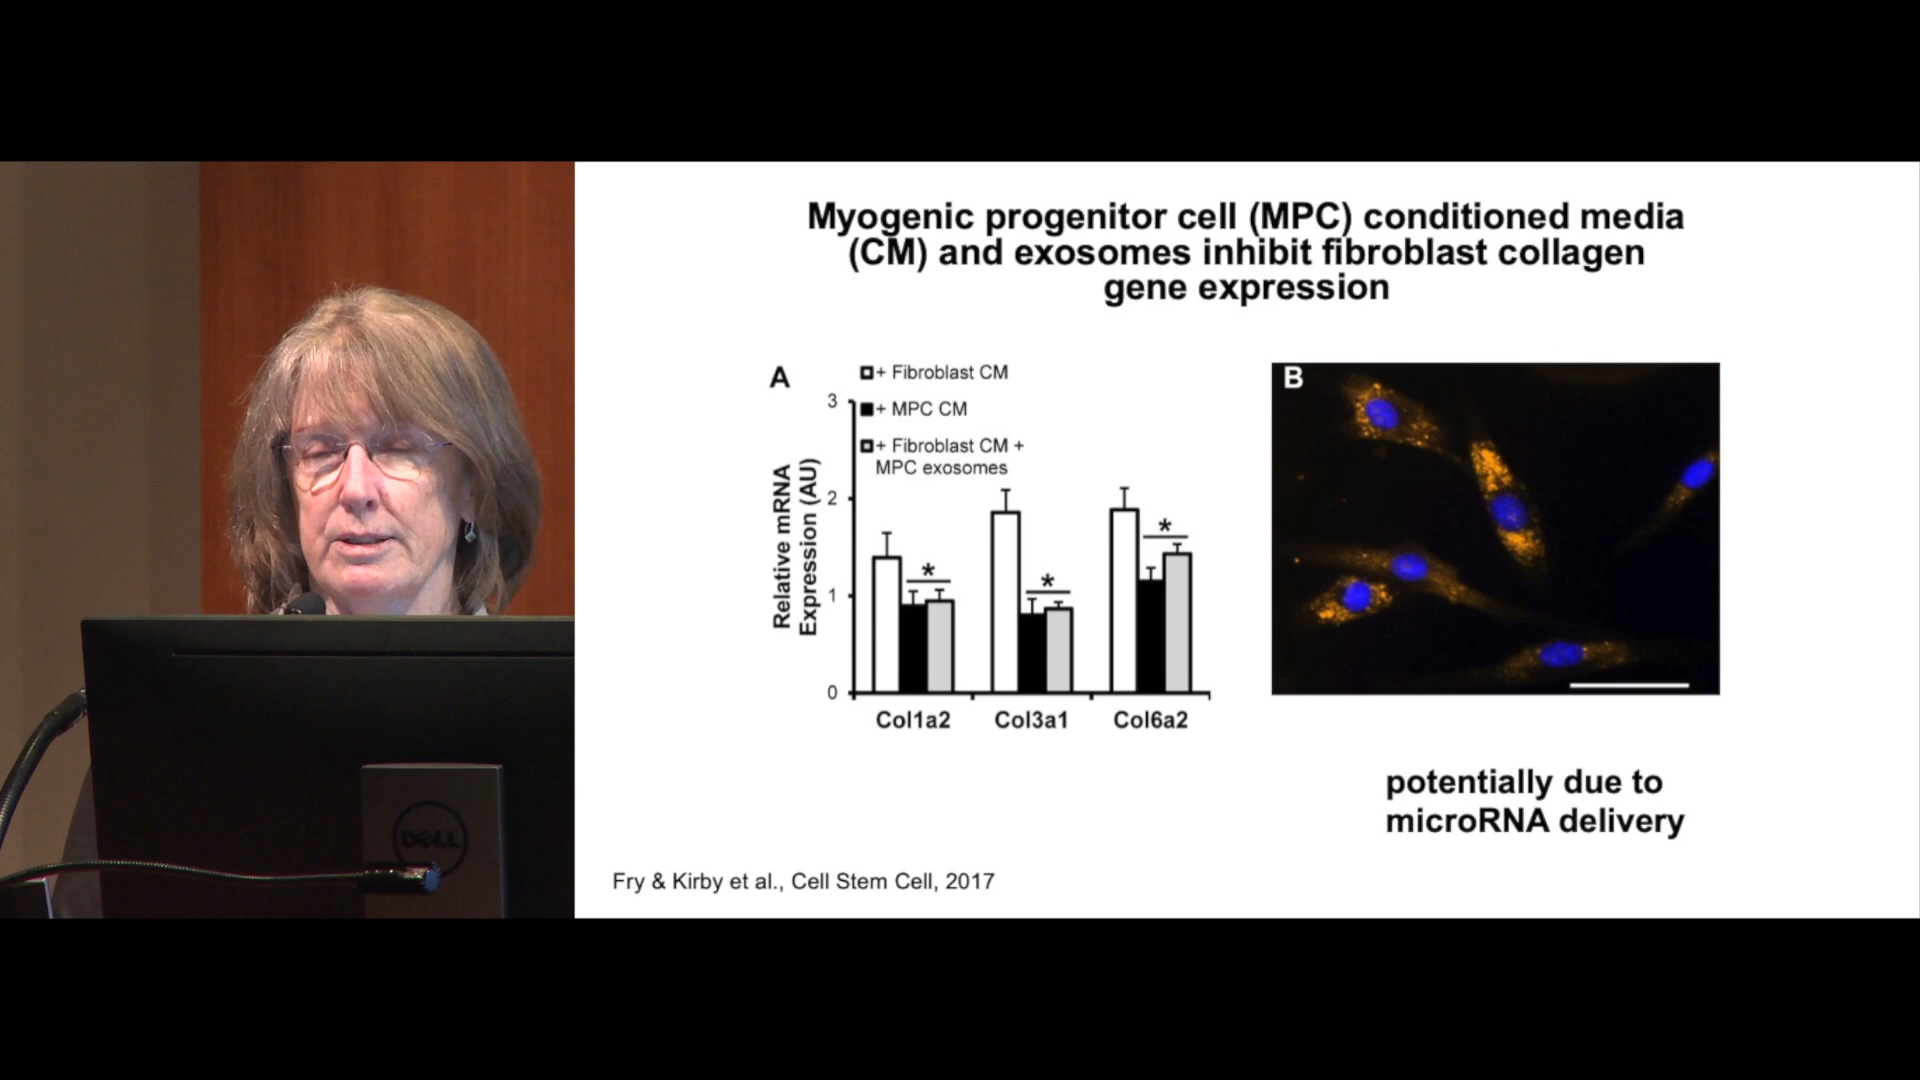 Myogenic progenitor cell (MPC) conditioned media
(CM) and exosomes inhibit fibroblast collagen
gene expression
A
+ Fibroblast CM
+ MPC CM
+ Fibroblast CM +
MPC exosomes
Relative mRNA
Expression (AU)
3
2
1
0
*
*
*
Col1a2
Col3a1
Col6a2
B
potentially due to
microRNA delivery
Fry & Kirby et al., Cell Stem Cell, 2017
DELL